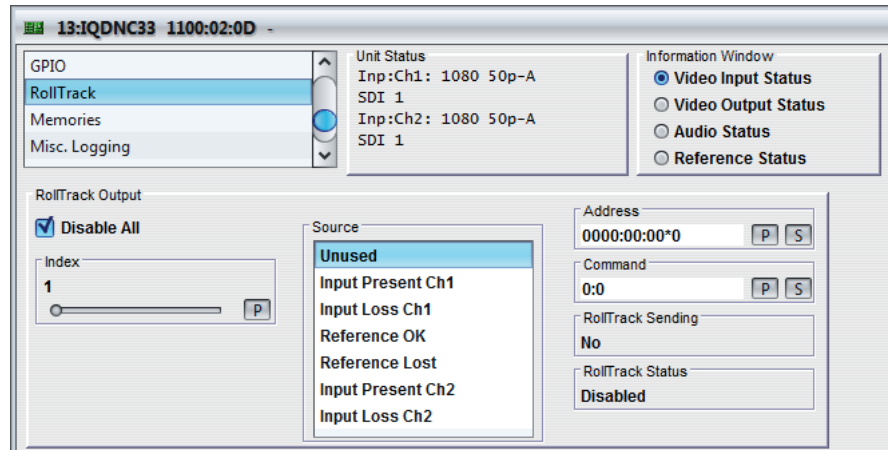 13:IQDNC33 1100:02:0D -
GPIO
RollTrack
Memories
Misc. Logging
Unit Status
Inp:Ch1: 1080 50p-A
SDI 1
Inp:Ch2: 1080 50p-A
SDI 1
Information Window
Video Input Status
Video Output Status
Audio Status
Reference Status
RollTrack Output
Disable All
Index
1
P
Source
Unused
Input Present Ch1
Input Loss Ch1
Reference OK
Reference Lost
Input Present Ch2
Input Loss Ch2
Address
0000:00:00*0 P S
Command
0:0 P S
RollTrack Sending
No
RollTrack Status
Disabled